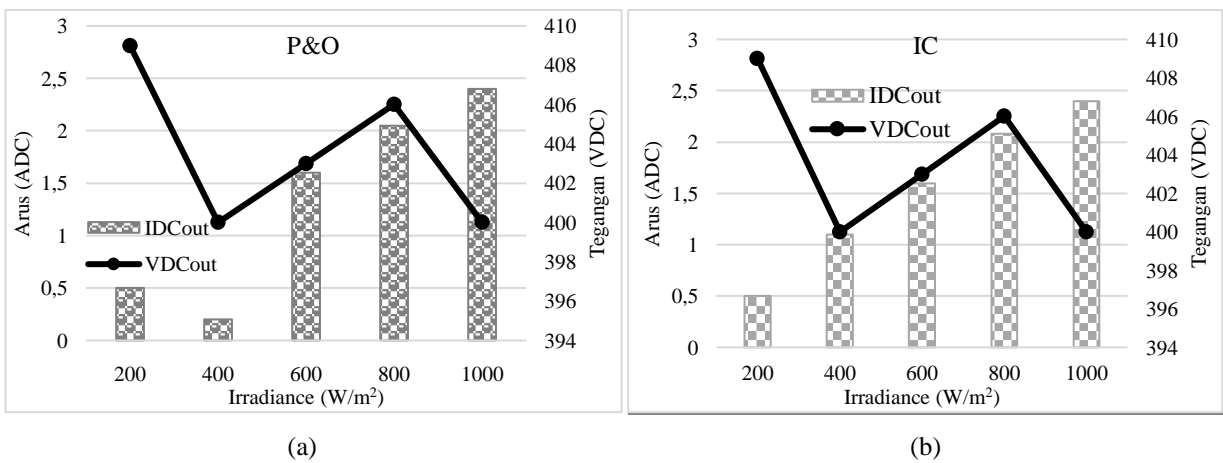 P&O
Arus (ADC)
3
2,5
2
1,5
1
0,5
0
IDCout
VDCout
410
408
406
404
402
400
398
396
394
Tegangan (VDC)
200 400 600 800 1000
Irradiance (W/m²)
(a)
IC
Arus (ADC)
3
2,5
2
1,5
1
0,5
0
IDCout
VDCout
410
408
406
404
402
400
398
396
394
Tegangan (VDC)
200 400 600 800 1000
Irradiance (W/m²)
(b)